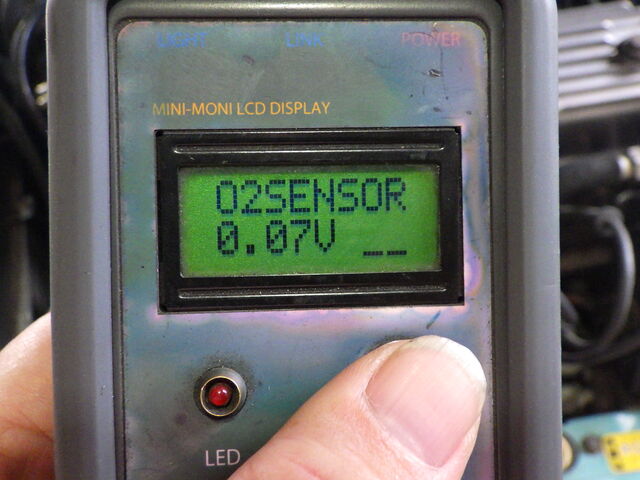 LIGHT LINK POWER
MINI-MONI LCD DISPLAY
O2SENSOR
0.07V __
LED